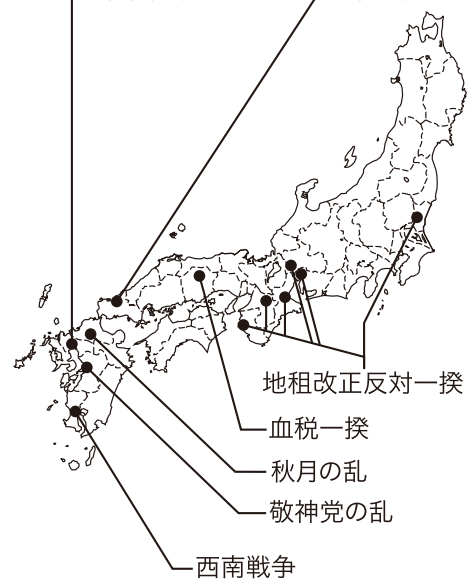 地租改正反対一揆
血税一揆
秋月の乱
敬神党の乱
西南戦争